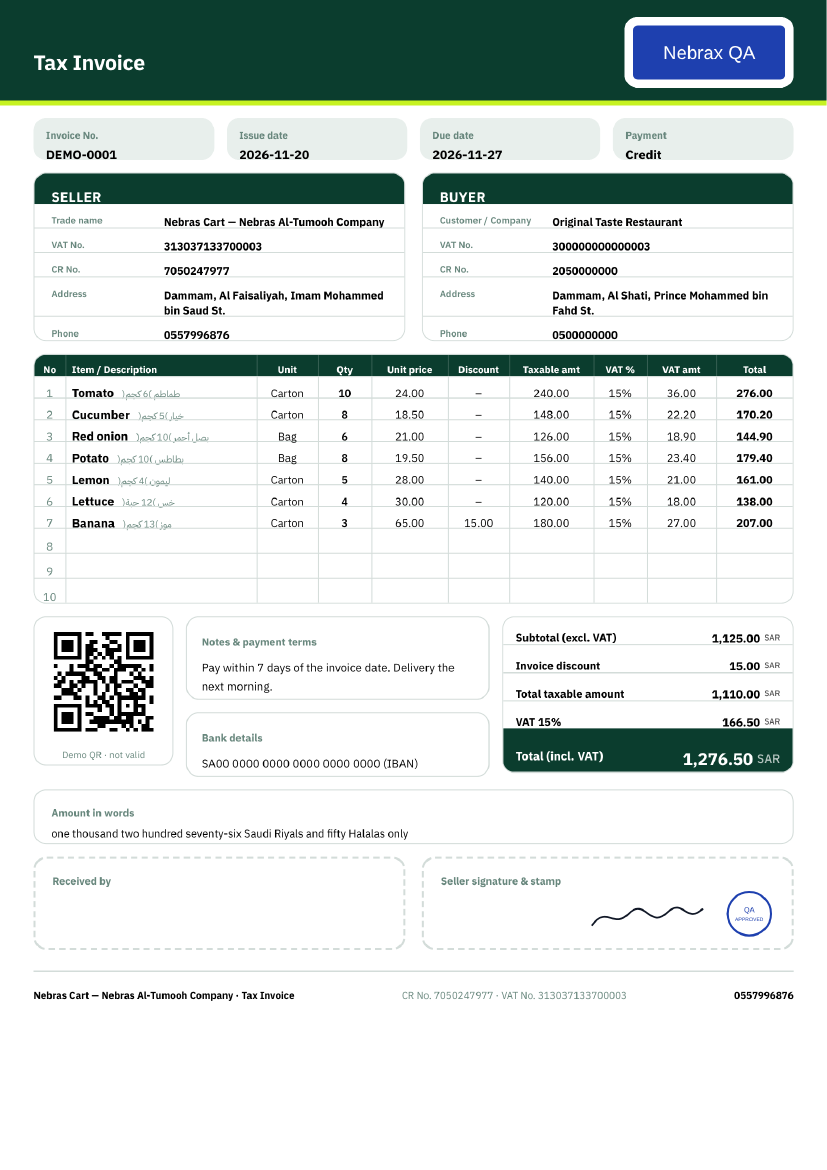 Tax Invoice
Nebrax QA
Invoice No.
DEMO-0001
Issue date
2026-11-20
Due date
2026-11-27
Payment
Credit
SELLER
Trade name Nebras Cart — Nebras Al-Tumooh Company
VAT No. 313037133700003
CR No. 7050247977
Address Dammam, Al Faisaliyah, Imam Mohammed
bin Saud St.
Phone 0557996876
BUYER
Customer / Company Original Taste Restaurant
VAT No. 300000000000003
CR No. 2050000000
Address Dammam, Al Shati, Prince Mohammed bin
Fahd St.
Phone 0500000000
No Item / Description Unit Qty Unit price Discount Taxable amt VAT % VAT amt Total
1 Tomato طماطم (6 كجم) Carton 10 24.00 – 240.00 15% 36.00 276.00
2 Cucumber خيار (5 كجم) Carton 8 18.50 – 148.00 15% 22.20 170.20
3 Red onion بصل أحمر (10 كجم) Bag 6 21.00 – 126.00 15% 18.90 144.90
4 Potato بطاطس (10 كجم) Bag 8 19.50 – 156.00 15% 23.40 179.40
5 Lemon ليمون (4 كجم) Carton 5 28.00 – 140.00 15% 21.00 161.00
6 Lettuce خس (12 حبة) Carton 4 30.00 – 120.00 15% 18.00 138.00
7 Banana موز (13 كجم) Carton 3 65.00 15.00 180.00 15% 27.00 207.00
8
9
10
Demo QR · not valid
Notes & payment terms
Pay within 7 days of the invoice date. Delivery the
next morning.
Bank details
SA00 0000 0000 0000 0000 0000 (IBAN)
Subtotal (excl. VAT) 1,125.00 SAR
Invoice discount 15.00 SAR
Total taxable amount 1,110.00 SAR
VAT 15% 166.50 SAR
Total (incl. VAT) 1,276.50 SAR
Amount in words
one thousand two hundred seventy-six Saudi Riyals and fifty Halalas only
Received by
Seller signature & stamp
QA
APPROVED
Nebras Cart — Nebras Al-Tumooh Company · Tax Invoice
CR No. 7050247977 · VAT No. 313037133700003
0557996876